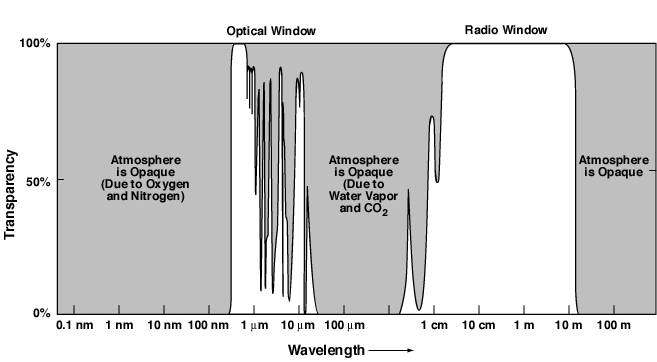 Optical Window
Radio Window
100%
50%
0%
Transparency
Atmosphere
is Opaque
(Due to Oxygen
and Nitrogen)
Atmosphere
is Opaque
(Due to
Water Vapor
and CO2
Atmosphere
is Opaque
0.1 nm 1 nm 10 nm 100 nm 1 μm 10 μm 100 μm 1 cm 10 cm 1 m 10 m 100 m
Wavelength